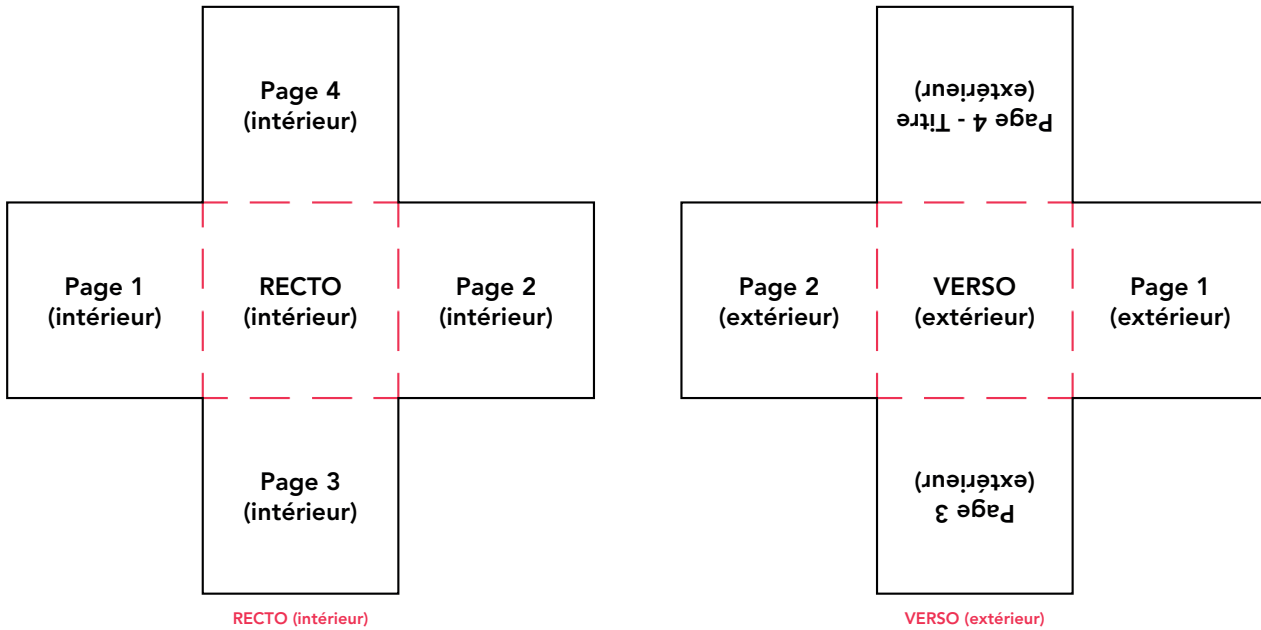 Page 4
(intérieur)
Page 1
(intérieur)
RECTO
(intérieur)
Page 2
(intérieur)
Page 3
(intérieur)
RECTO (intérieur)
Page 4 - Titre
(extérieur)
Page 2
(extérieur)
VERSO
(extérieur)
Page 1
(extérieur)
Page 3
(extérieur)
VERSO (extérieur)